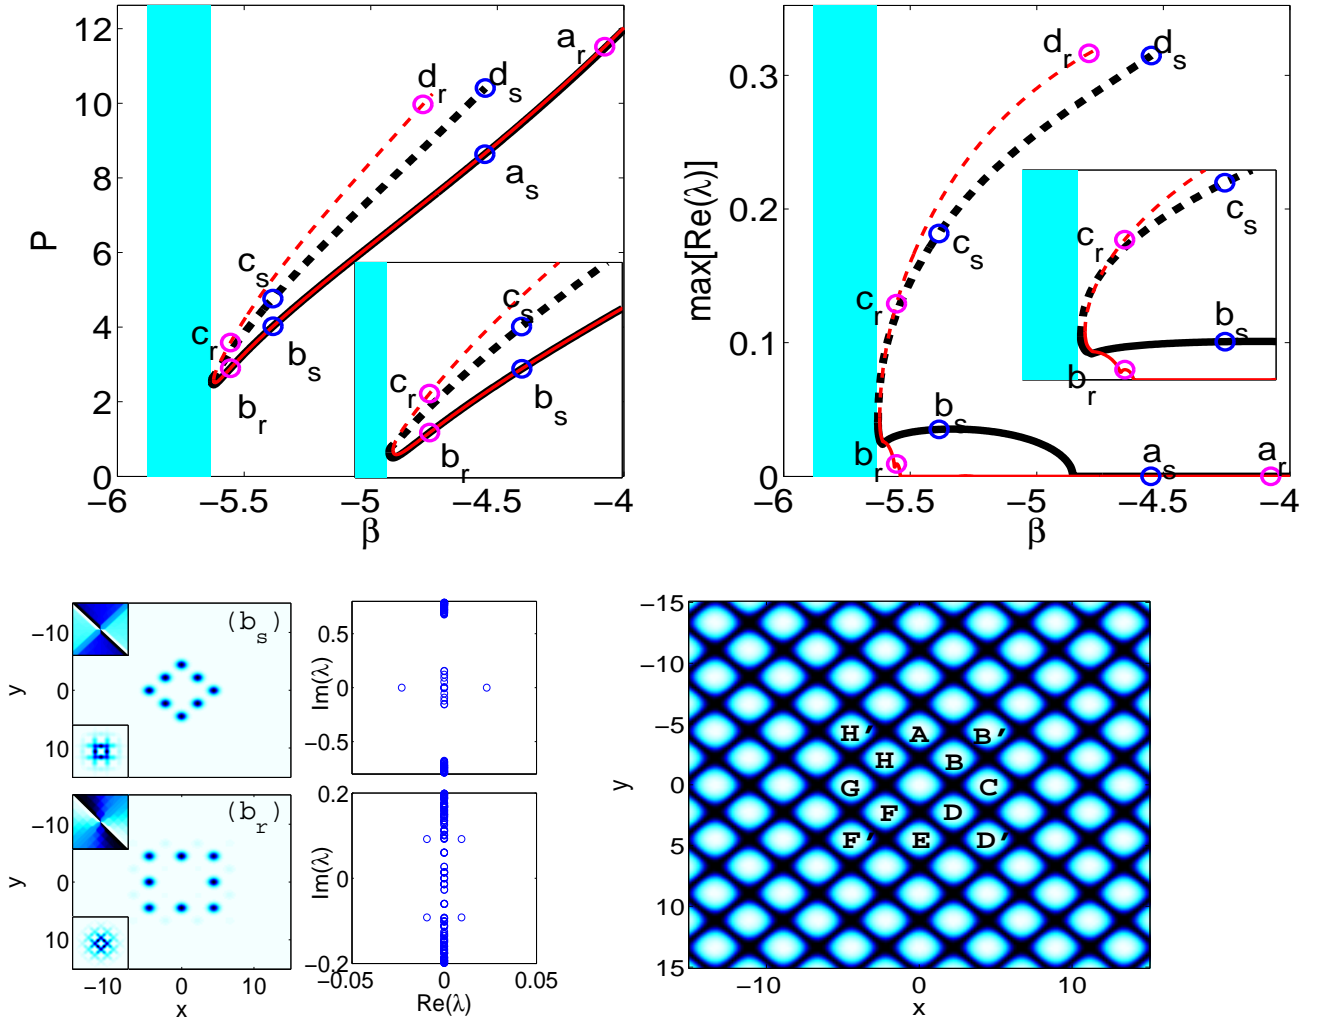 12
10
8
6
4
2
0
P
−6
−5.5
−5
−4.5
−4
β
a_r
d_r
d_s
a_s
c_s
c_r
b_s
b_r
c_s
c_r
b_s
b_r
0.3
0.2
0.1
0
max[Re(λ)]
−6
−5.5
−5
−4.5
−4
β
d_r
d_s
c_s
c_r
b_s
b_r
a_s
a_r
c_r
c_s
b_s
b_r
(b_s)
−10
0
10
y
0.5
0
−0.5
Im(λ)
(b_r)
−10
0
10
y
−10
0
10
x
0.2
0
−0.2
Im(λ)
−0.05
0
0.05
Re(λ)
−15
−10
−5
0
5
10
15
y
H′ A B′
H B
G C
F D
F′ E D′
−10
0
10
x